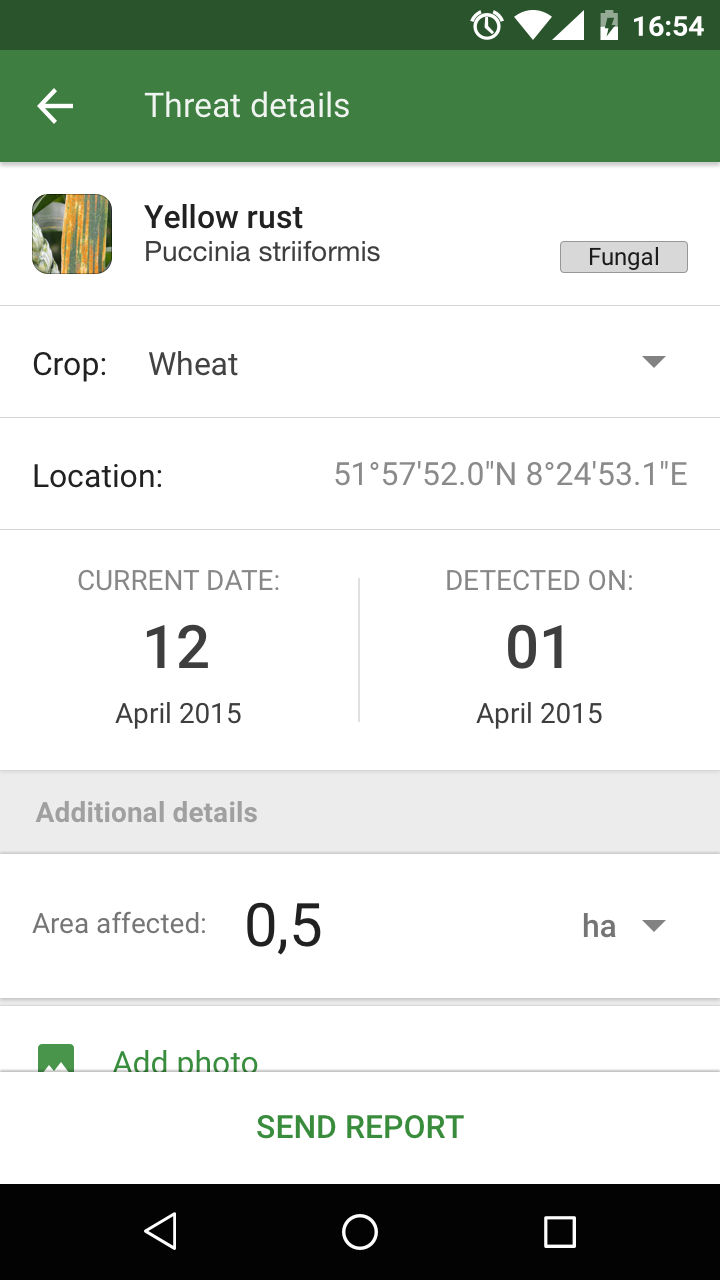 16:54
Threat details
Yellow rust
Puccinia striiformis
Fungal
Crop: Wheat
Location: 51°57'52.0"N 8°24'53.1"E
CURRENT DATE: DETECTED ON:
12 01
April 2015 April 2015
Additional details
Area affected: 0,5 ha
Add photo
SEND REPORT